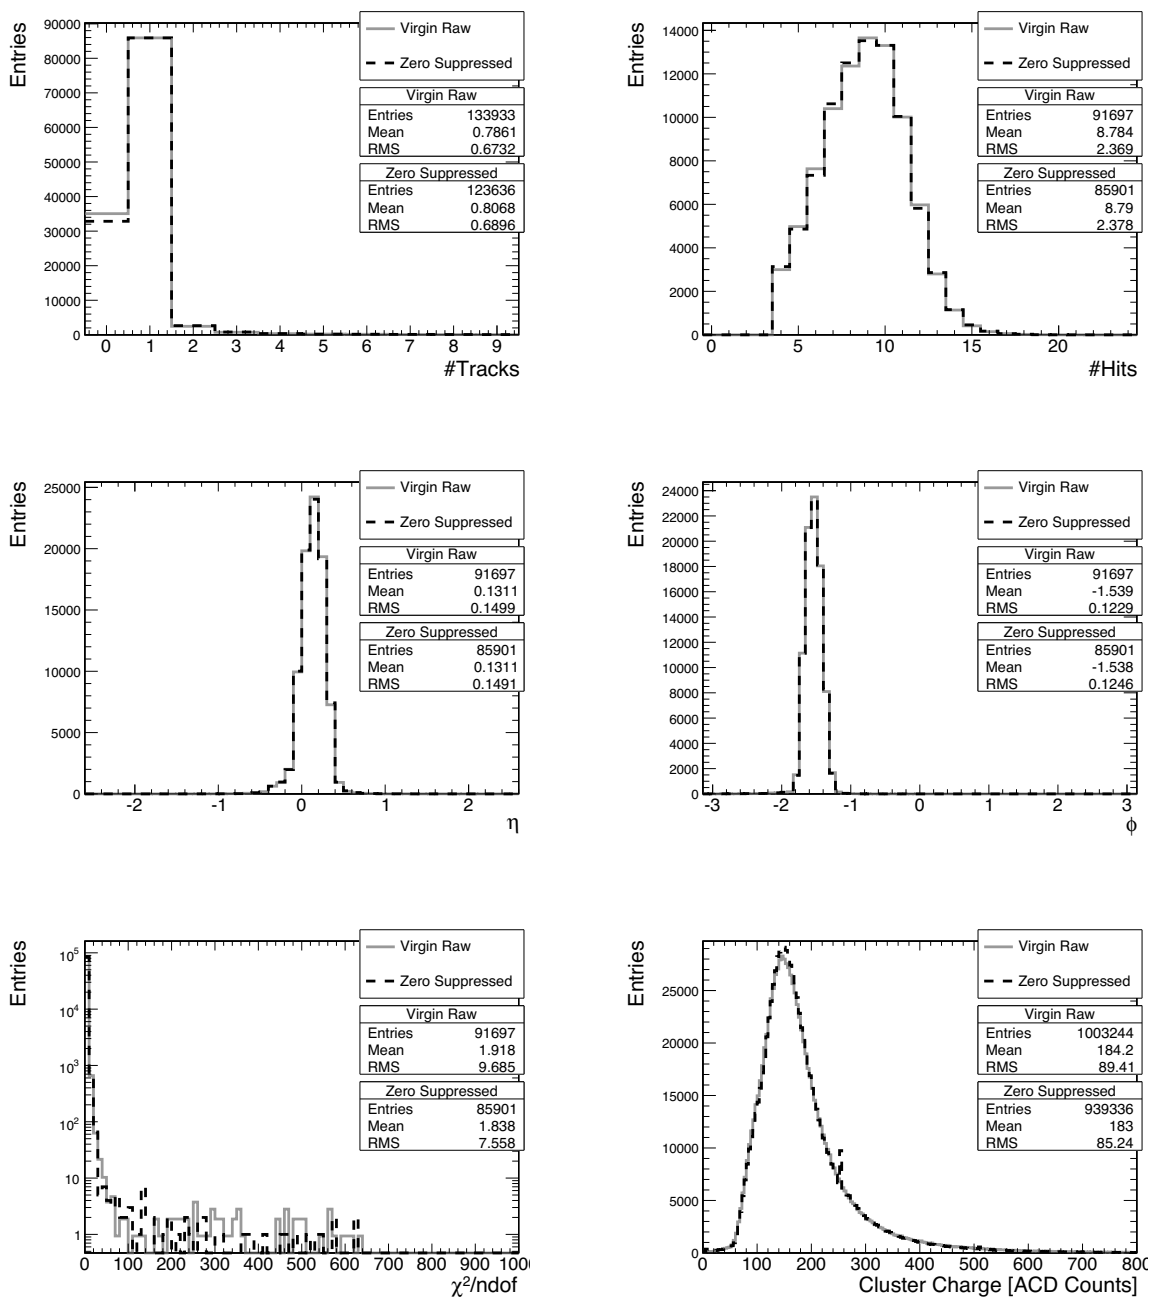 Entries
90000
80000
70000
60000
50000
40000
30000
20000
10000
0
0 1 2 3 4 5 6 7 8 9
#Tracks
Virgin Raw
Zero Suppressed
Virgin Raw
Entries 133933
Mean 0.7861
RMS 0.6732
Zero Suppressed
Entries 123636
Mean 0.8068
RMS 0.6896
Entries
14000
12000
10000
8000
6000
4000
2000
0
0 5 10 15 20
#Hits
Virgin Raw
Zero Suppressed
Virgin Raw
Entries 91697
Mean 8.784
RMS 2.369
Zero Suppressed
Entries 85901
Mean 8.79
RMS 2.378
Entries
25000
20000
15000
10000
5000
0
-2 -1 0 1 2
η
Virgin Raw
Zero Suppressed
Virgin Raw
Entries 91697
Mean 0.1311
RMS 0.1499
Zero Suppressed
Entries 85901
Mean 0.1311
RMS 0.1491
Entries
24000
22000
20000
18000
16000
14000
12000
10000
8000
6000
4000
2000
0
-3 -2 -1 0 1 2 3
ϕ
Virgin Raw
Zero Suppressed
Virgin Raw
Entries 91697
Mean -1.539
RMS 0.1229
Zero Suppressed
Entries 85901
Mean -1.538
RMS 0.1246
Entries
10⁵
10⁴
10³
10²
10
1
0 100 200 300 400 500 600 700 800 900 100
χ²/ndof
Virgin Raw
Zero Suppressed
Virgin Raw
Entries 91697
Mean 1.918
RMS 9.685
Zero Suppressed
Entries 85901
Mean 1.838
RMS 7.558
Entries
25000
20000
15000
10000
5000
0
0 100 200 300 400 500 600 700 800
Cluster Charge [ACD Counts]
Virgin Raw
Zero Suppressed
Virgin Raw
Entries 1003244
Mean 184.2
RMS 89.41
Zero Suppressed
Entries 939336
Mean 183
RMS 85.24